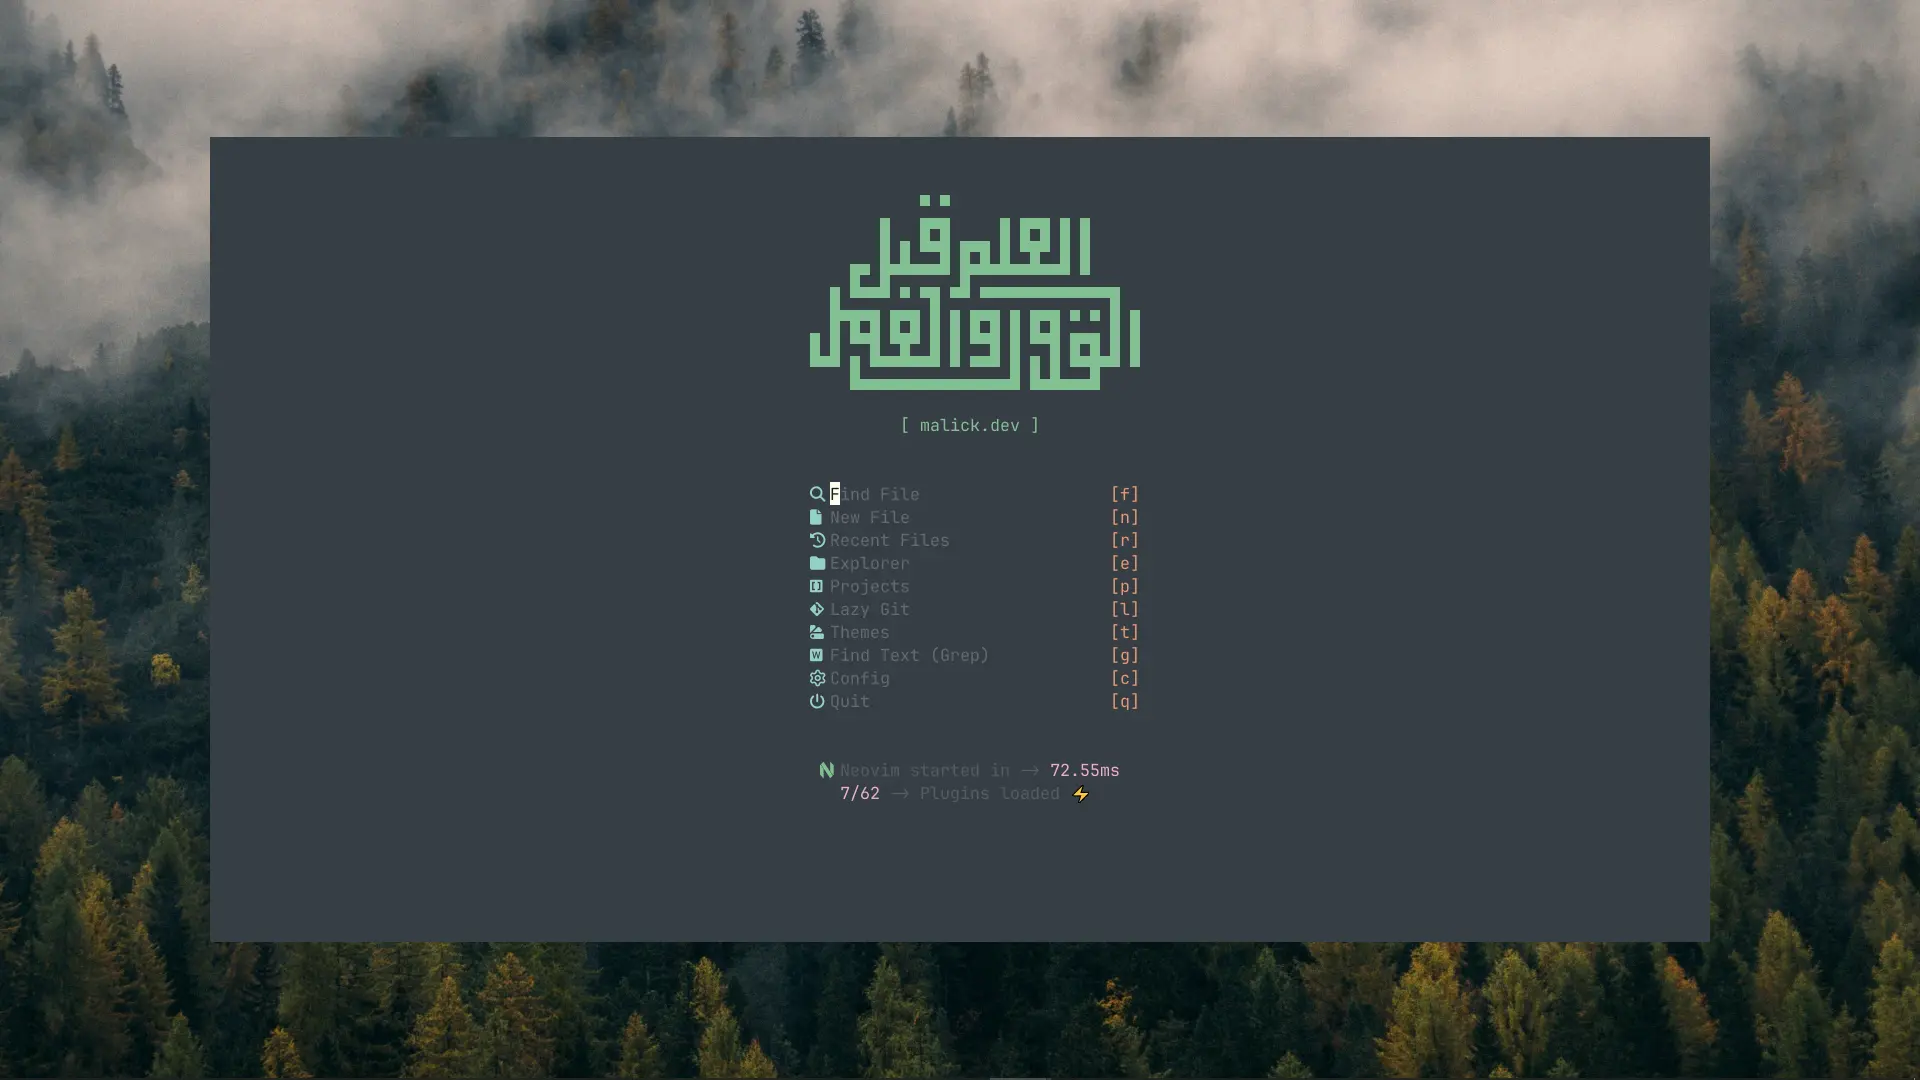 العلم قبل
القول و العمل
[ malick.dev ]
Find File [f]
New File [n]
Recent Files [r]
Explorer [e]
Projects [p]
Lazy Git [l]
Themes [t]
Find Text (Grep) [g]
Config [c]
Quit [q]
Neovim started in → 72.55ms
7/62 → Plugins loaded ⚡